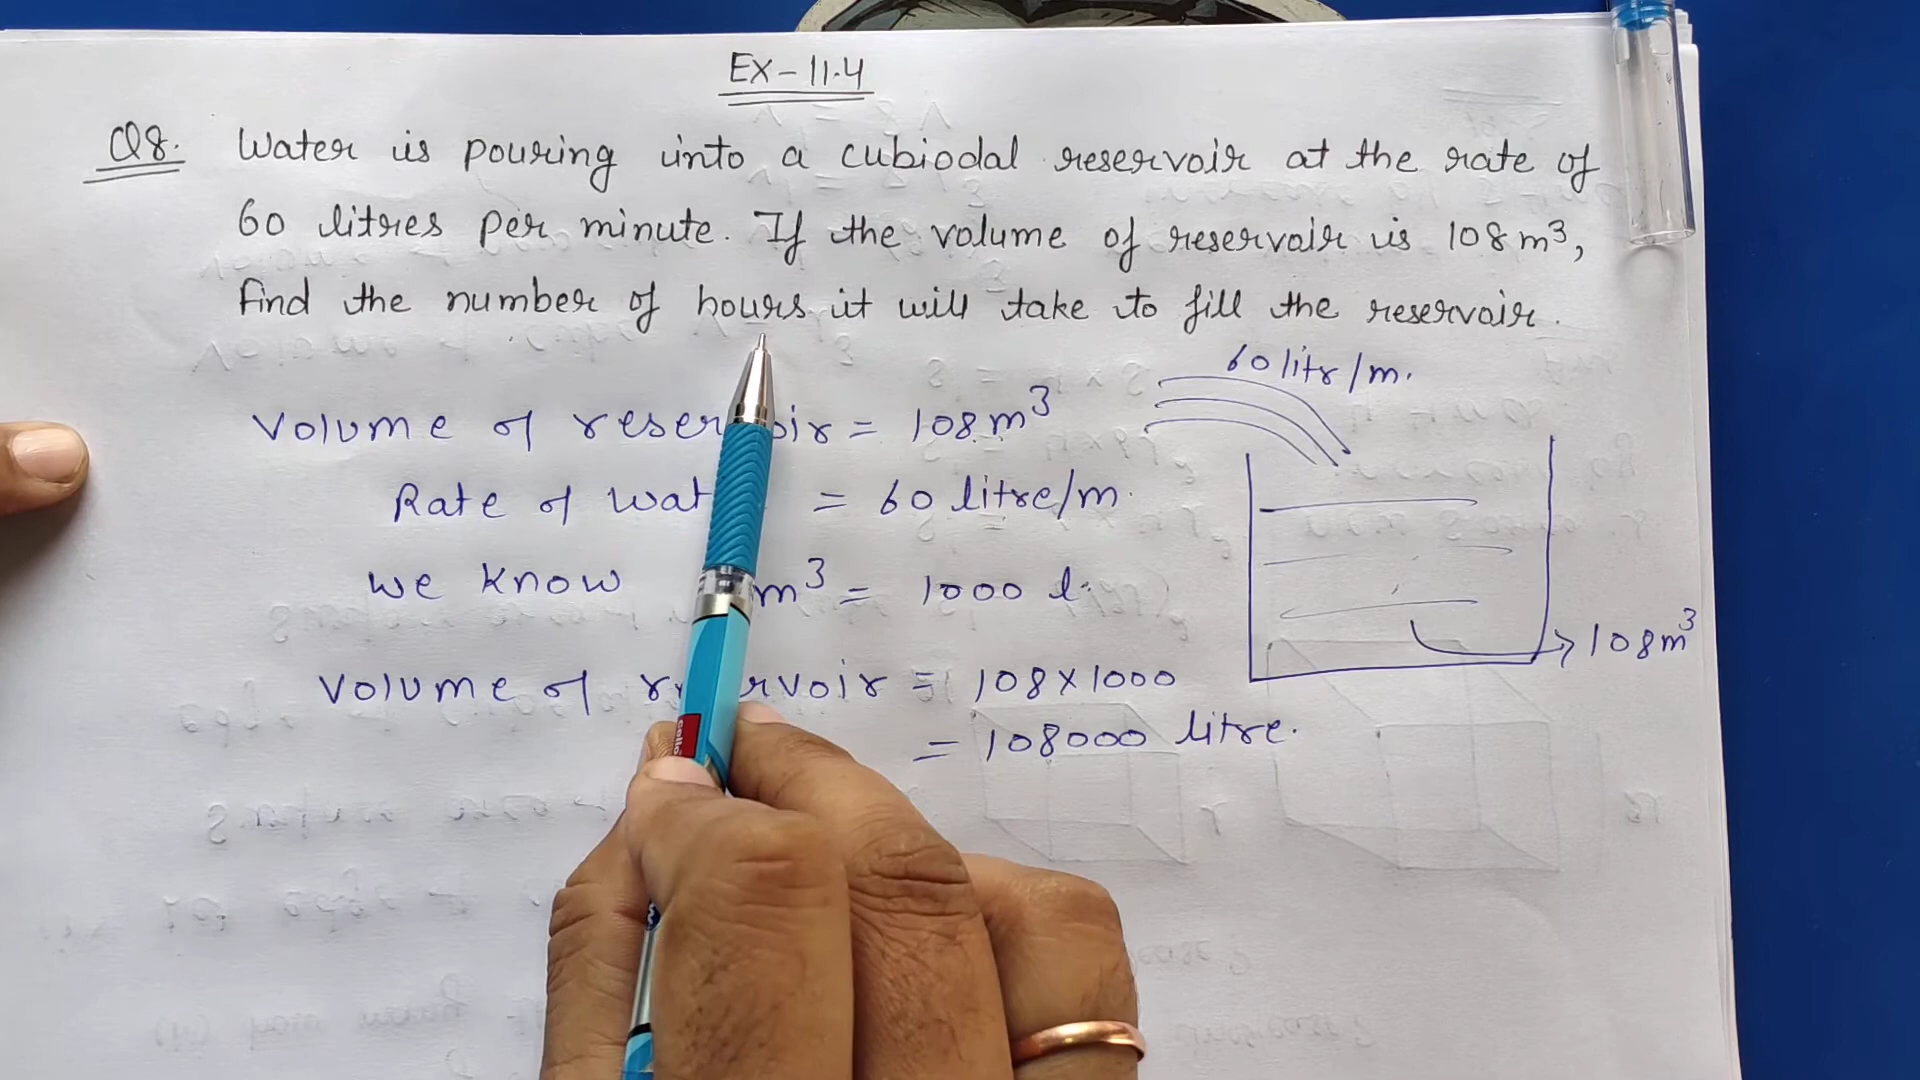 Ex-11.4
Q8. Water is pouring into a cubiodal reservoir at the rate of
60 litres per minute. If the volume of reservoir is 108 m³,
find the number of hours it will take to fill the reservoir.
60 litr/m.
Volume of reservoir = 108 m³
Rate of wat = 60 litre/m.
we know m³ = 1000 l.
108 m³
Volume of r rvoir = 108 x 1000
= 108000 litre.
cello